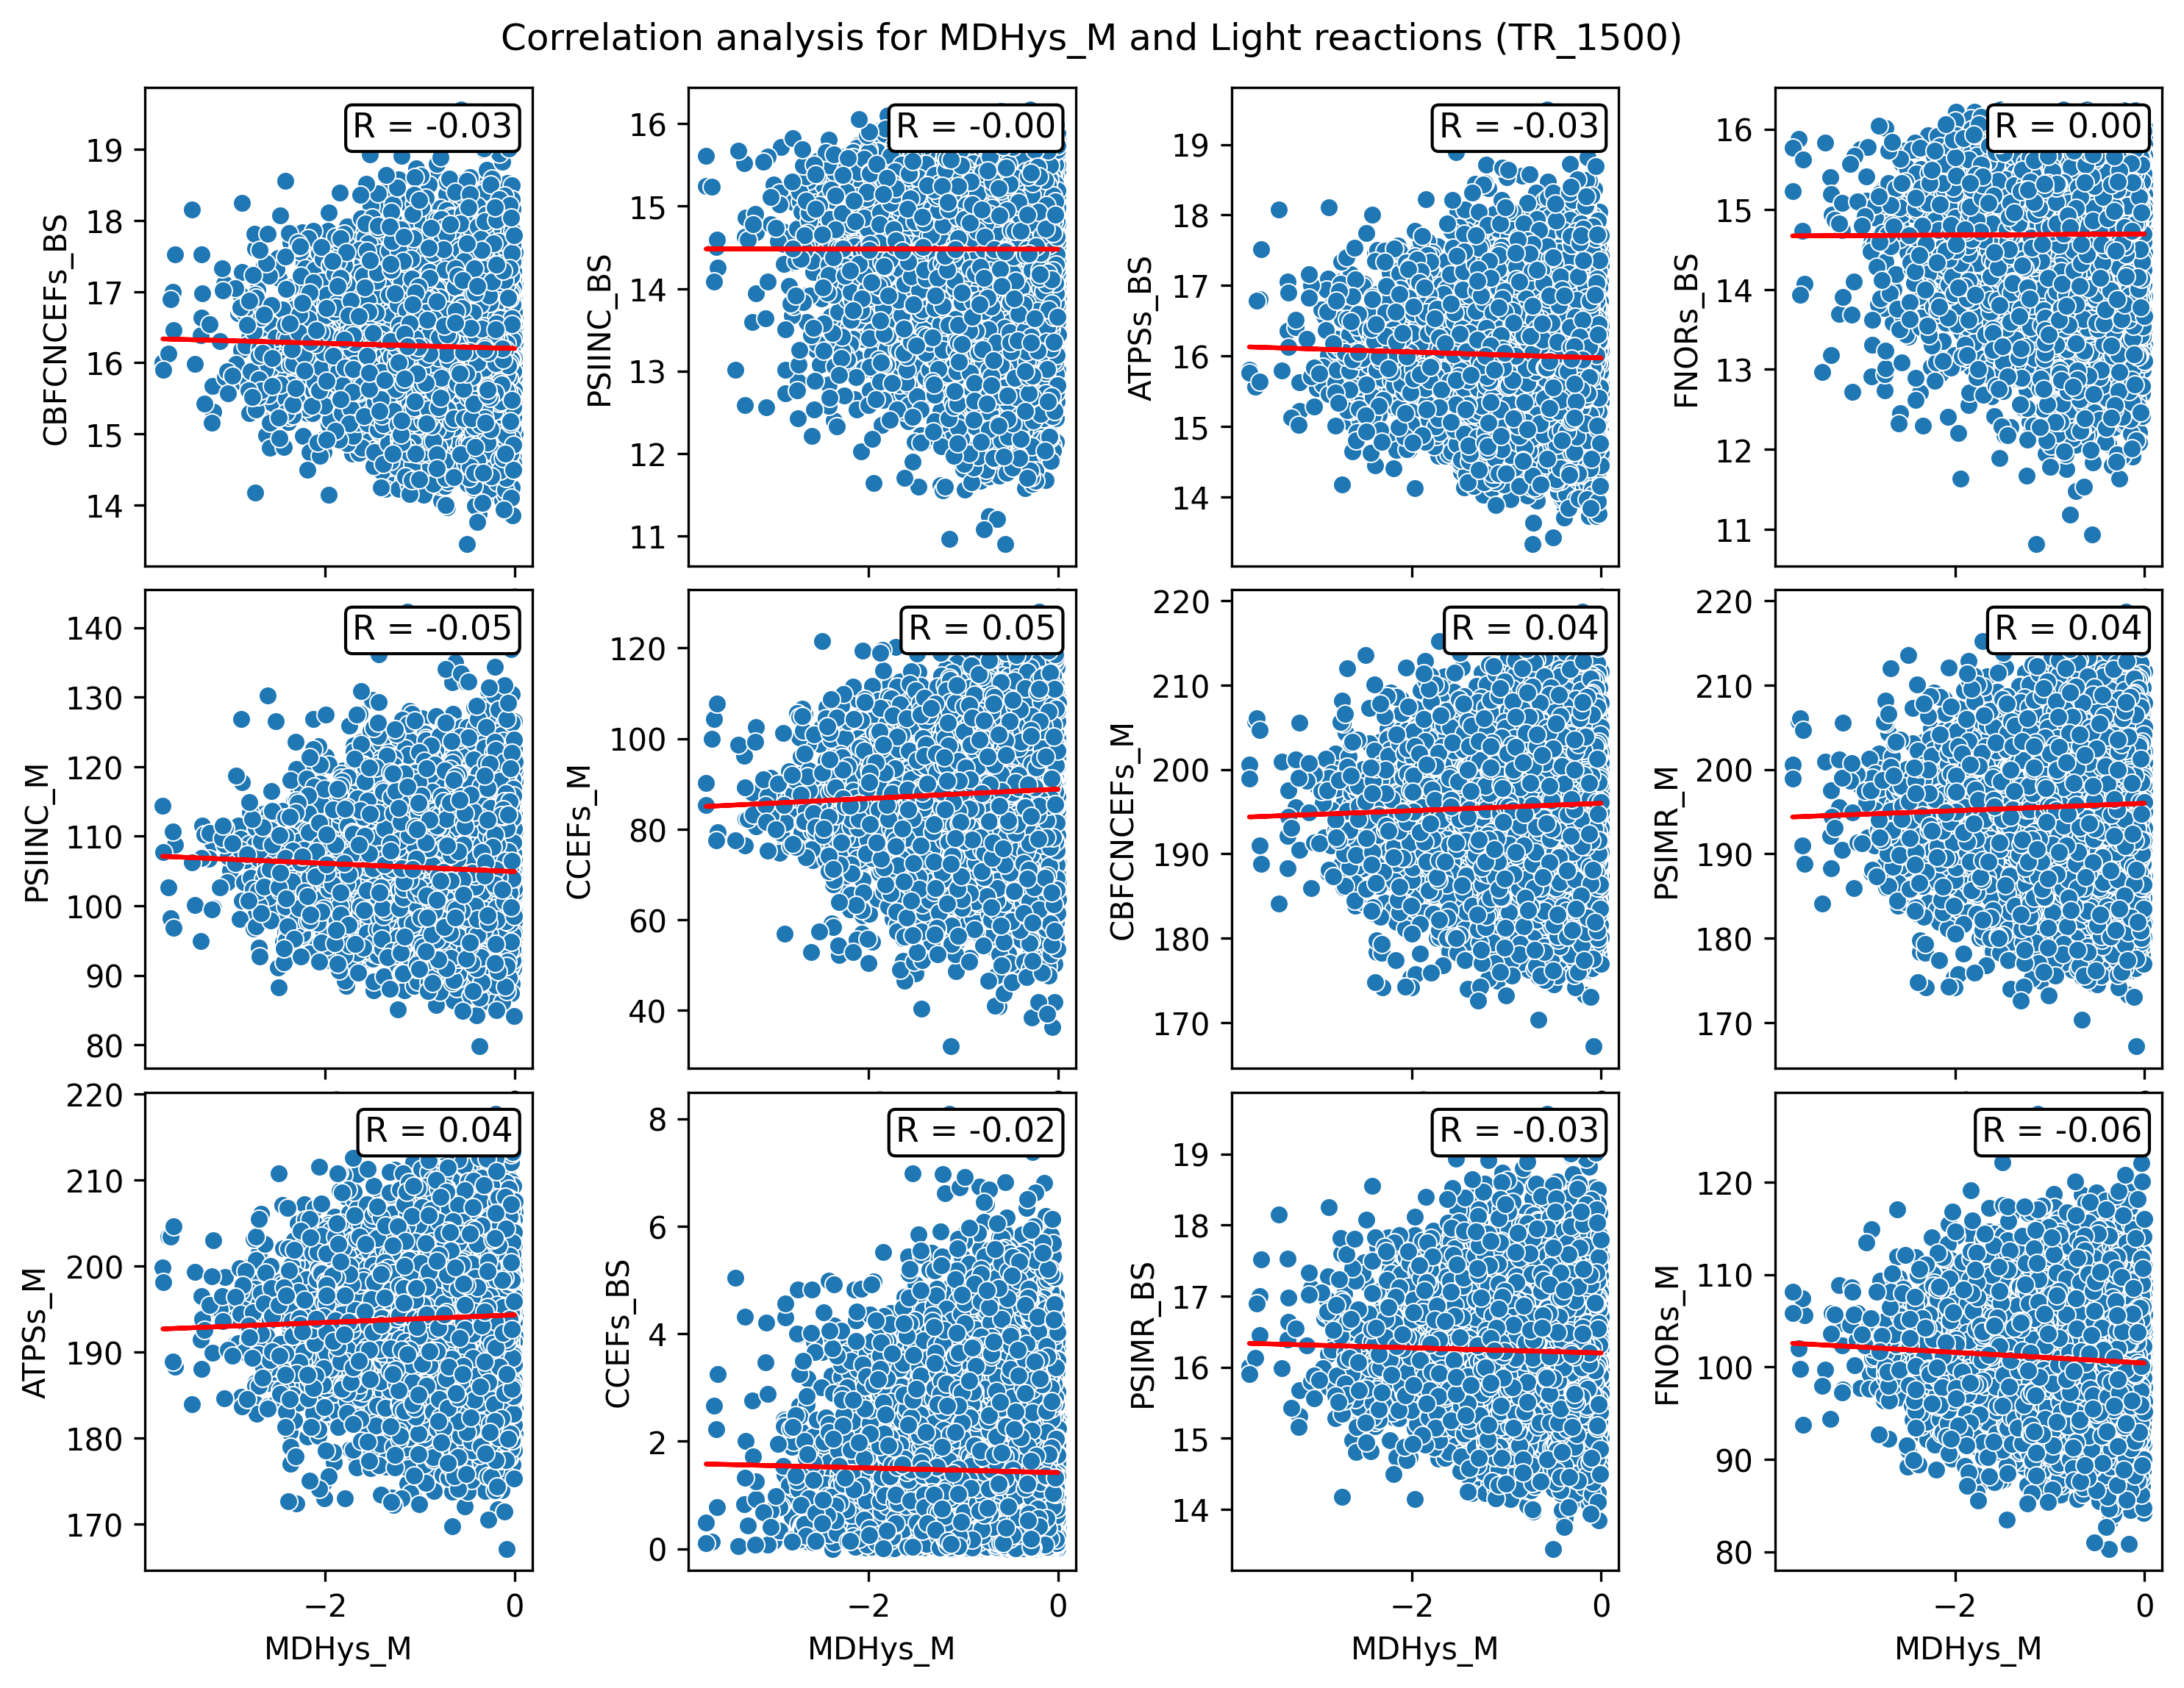 Correlation analysis for MDHys_M and Light reactions (TR_1500)
R = -0.03
CBFCNCEFs_BS
19
18
17
16
15
14
R = -0.00
PSIINC_BS
16
15
14
13
12
11
R = -0.03
ATPSs_BS
19
18
17
16
15
14
R = 0.00
FNORs_BS
16
15
14
13
12
11
R = -0.05
PSIINC_M
140
130
120
110
100
90
80
R = 0.05
CCEFs_M
120
100
80
60
40
R = 0.04
CBFCNCEFs_M
220
210
200
190
180
170
R = 0.04
PSIMR_M
220
210
200
190
180
170
R = 0.04
ATPSs_M
220
210
200
190
180
170
−2
0
MDHys_M
R = -0.02
CCEFs_BS
8
6
4
2
0
−2
0
MDHys_M
R = -0.03
PSIMR_BS
19
18
17
16
15
14
−2
0
MDHys_M
R = -0.06
FNORs_M
120
110
100
90
80
−2
0
MDHys_M